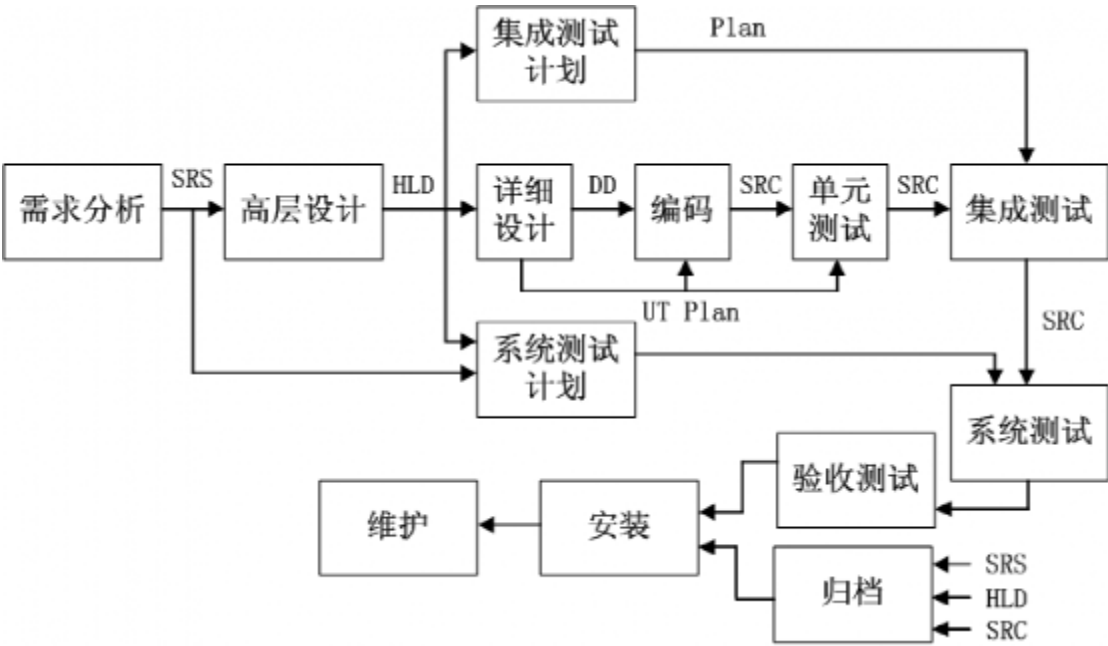 集成测试
计划
Plan
需求分析
SRS
高层设计
HLD
详细
设计
DD
编码
SRC
单元
测试
SRC
集成测试
UT Plan
SRC
系统测试
计划
系统测试
验收测试
安装
维护
归档
SRS
HLD
SRC